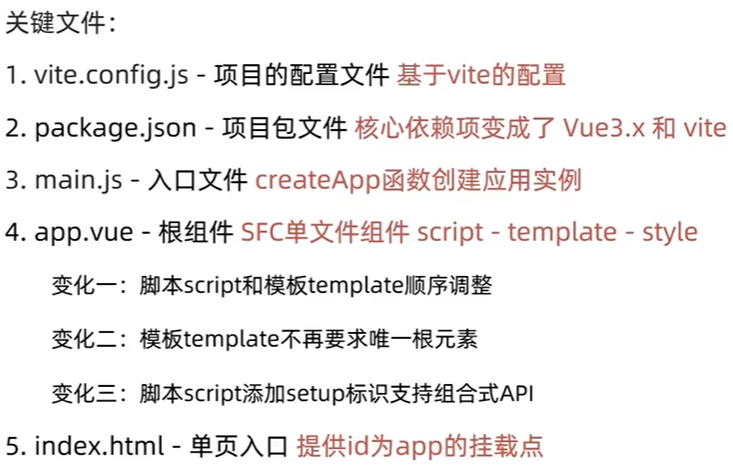 关键文件：
1. vite.config.js - 项目的配置文件 基于vite的配置
2. package.json - 项目包文件 核心依赖项变成了 Vue3.x 和 vite
3. main.js - 入口文件 createApp函数创建应用实例
4. app.vue - 根组件 SFC单文件组件 script - template - style
变化一：脚本script和模板template顺序调整
变化二：模板template不再要求唯一根元素
变化三：脚本script添加setup标识支持组合式API
5. index.html - 单页入口 提供id为app的挂载点